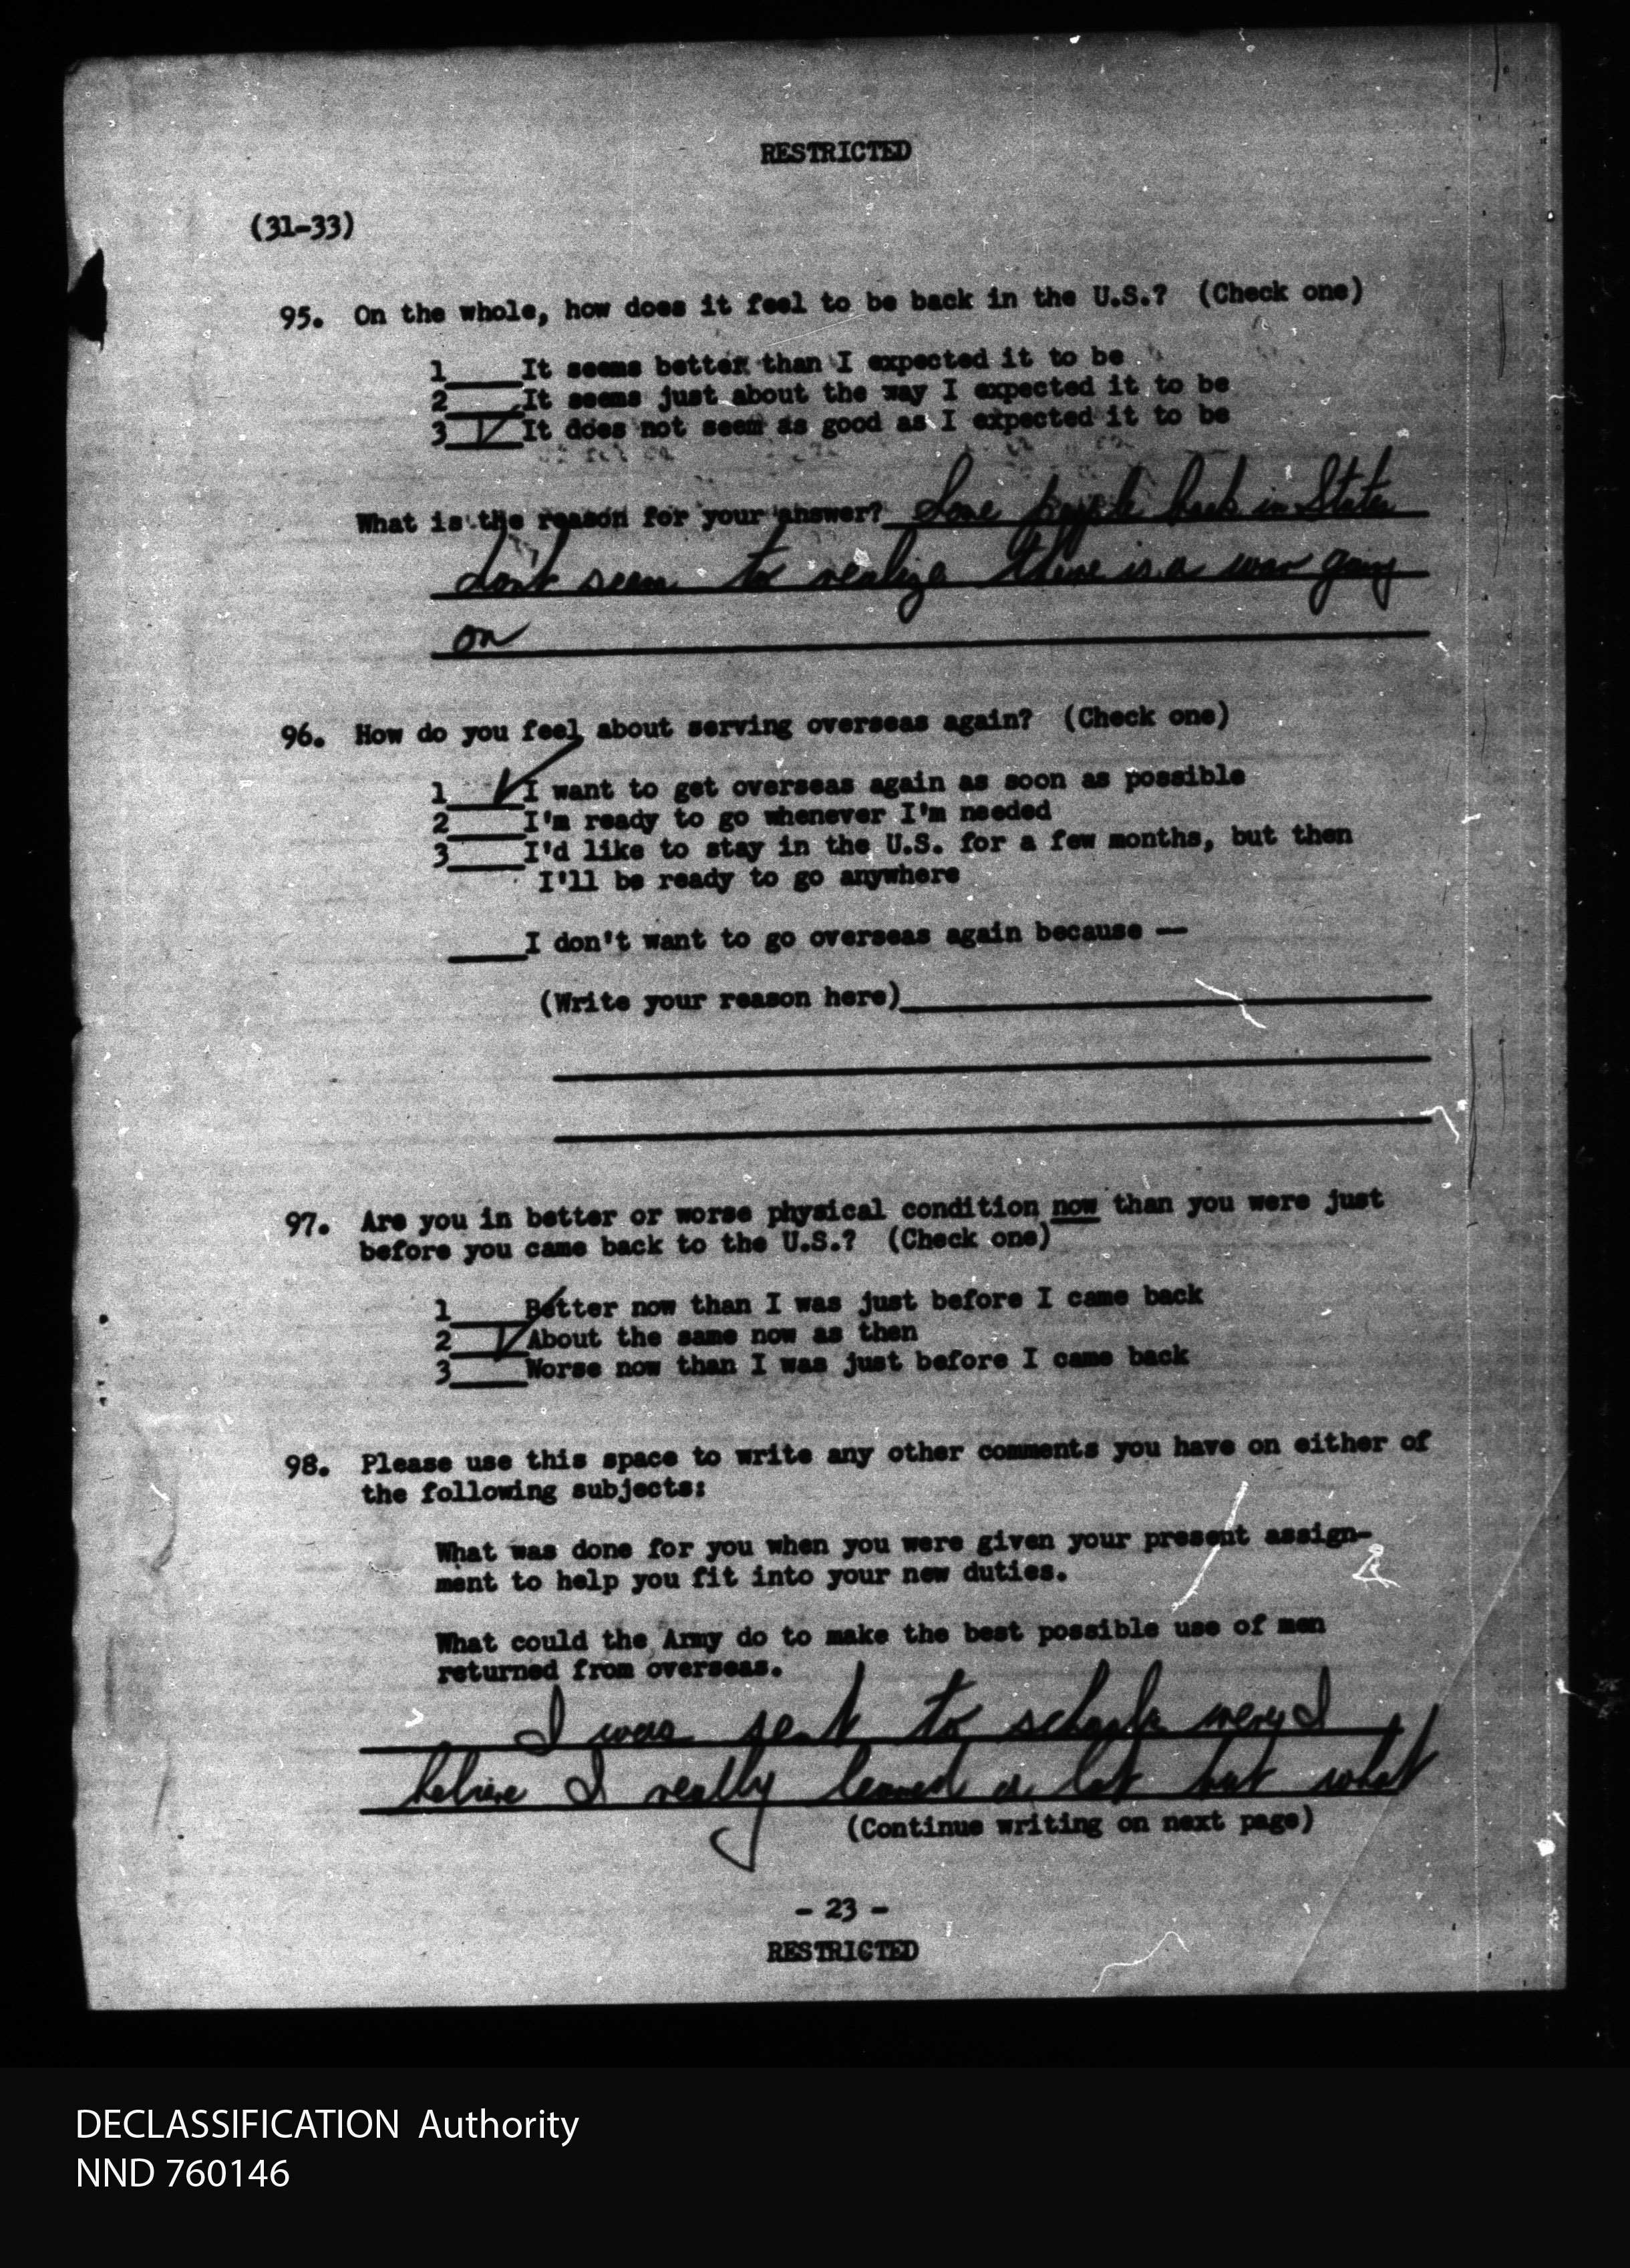 RESTRICTED
(31-33)
95. On the whole, how does it feel to be back in the U.S.? (Check one)
1____It seems better than I expected it to be
2____It seems just about the way I expected it to be
3_✓_It does not seem as good as I expected it to be
What is the reason for your answer? Some people back in States
don't seem to realize there is a war going
on
96. How do you feel about serving overseas again? (Check one)
1_✓_I want to get overseas again as soon as possible
2____I'm ready to go whenever I'm needed
3____I'd like to stay in the U.S. for a few months, but then
I'll be ready to go anywhere
____I don't want to go overseas again because —
(Write your reason here)
97. Are you in better or worse physical condition now than you were just
before you came back to the U.S.? (Check one)
1____Better now than I was just before I came back
2_✓_About the same now as then
3____Worse now than I was just before I came back
98. Please use this space to write any other comments you have on either of
the following subjects:
What was done for you when you were given your present assign-
ment to help you fit into your new duties.
What could the Army do to make the best possible use of men
returned from overseas.
I was sent to I
belive I really learned a lot but what
(Continue writing on next page)
- 23 -
RESTRICTED
DECLASSIFICATION Authority
NND 760146